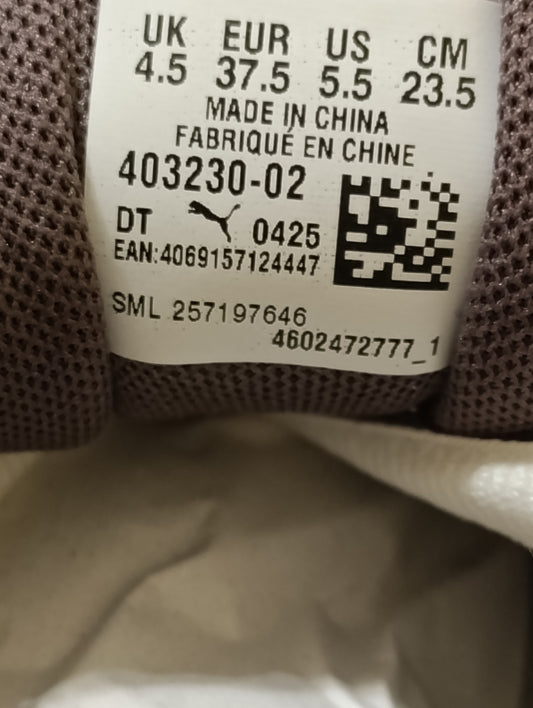 UK EUR US CM
4.5 37.5 5.5 23.5
MADE IN CHINA
FABRIQUÉ EN CHINE
403230-02
DT 0425
EAN:4069157124447
SML 257197646
4602472777_1